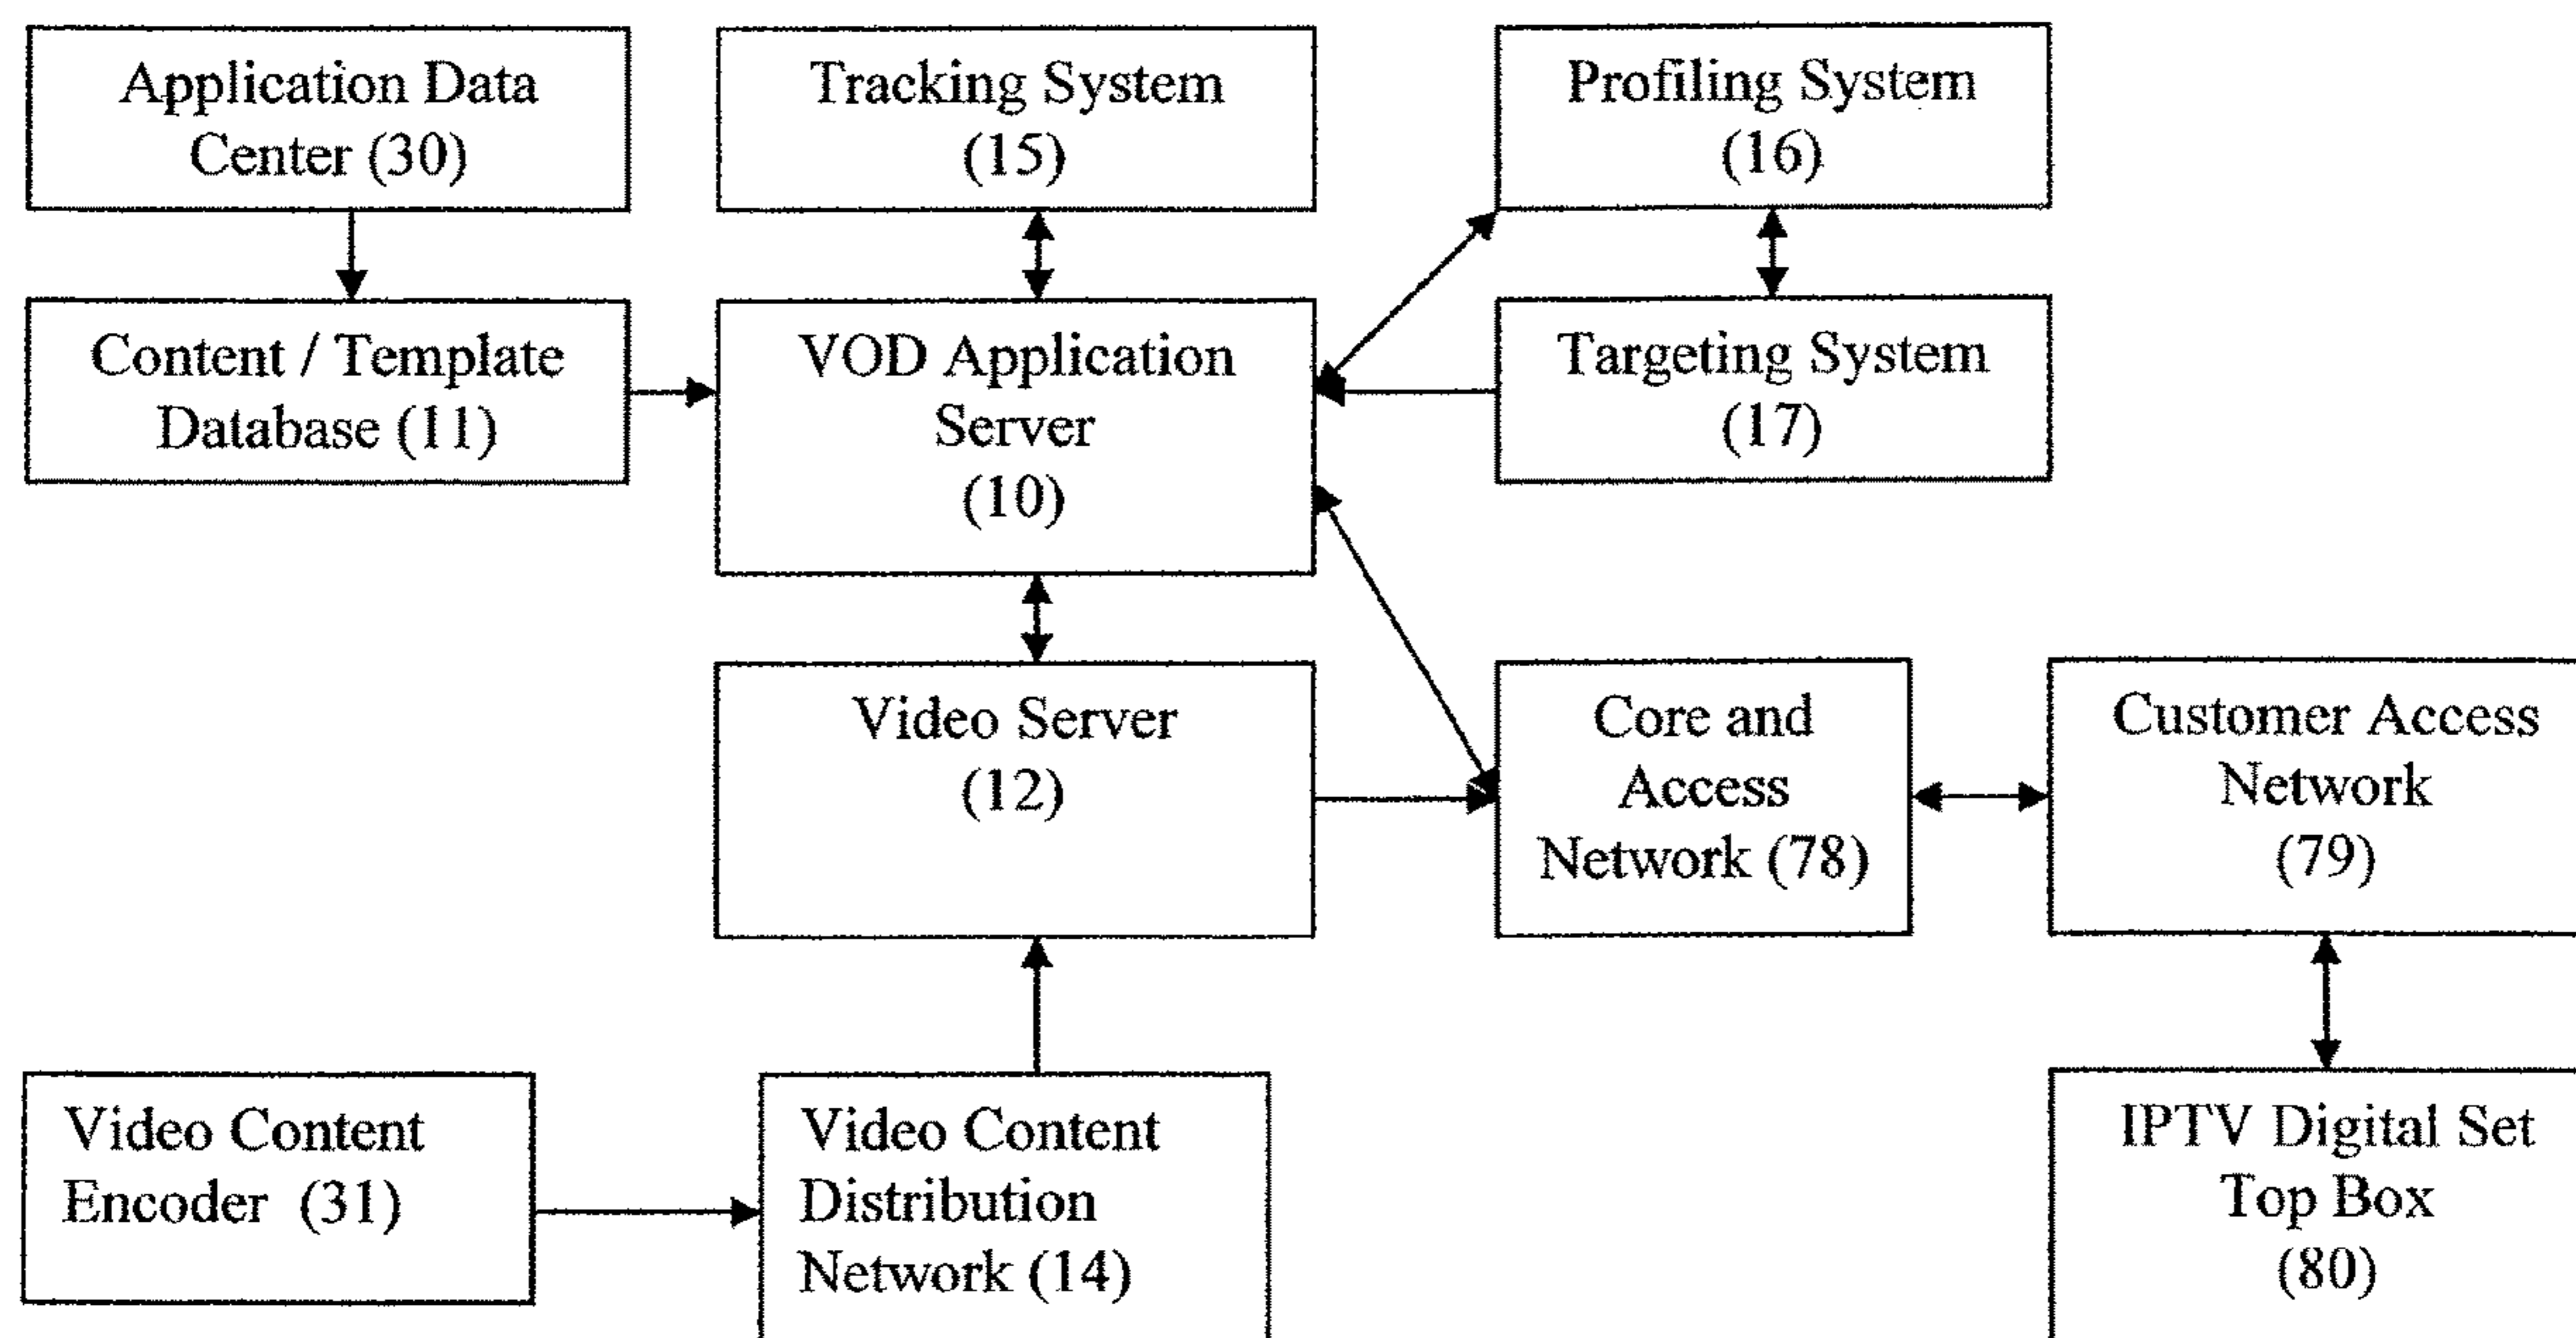 Application Data
Center (30)
Tracking System
(15)
Profiling System
(16)
Content / Template
Database (11)
VOD Application
Server
(10)
Targeting System
(17)
Video Server
(12)
Core and
Access
Network (78)
Customer Access
Network
(79)
Video Content
Encoder (31)
Video Content
Distribution
Network (14)
IPTV Digital Set
Top Box
(80)